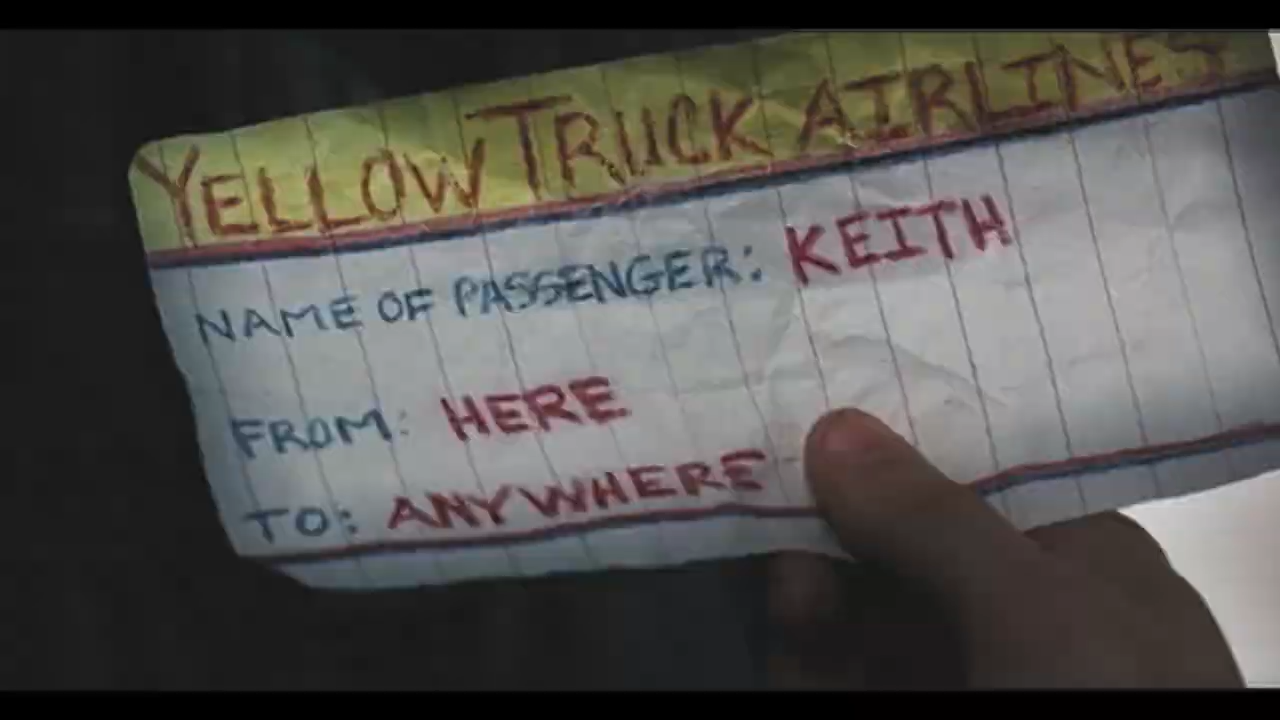 YELLOW TRUCK AIRLINES
NAME OF PASSENGER: KEITH
FROM: HERE
TO: ANYWHERE